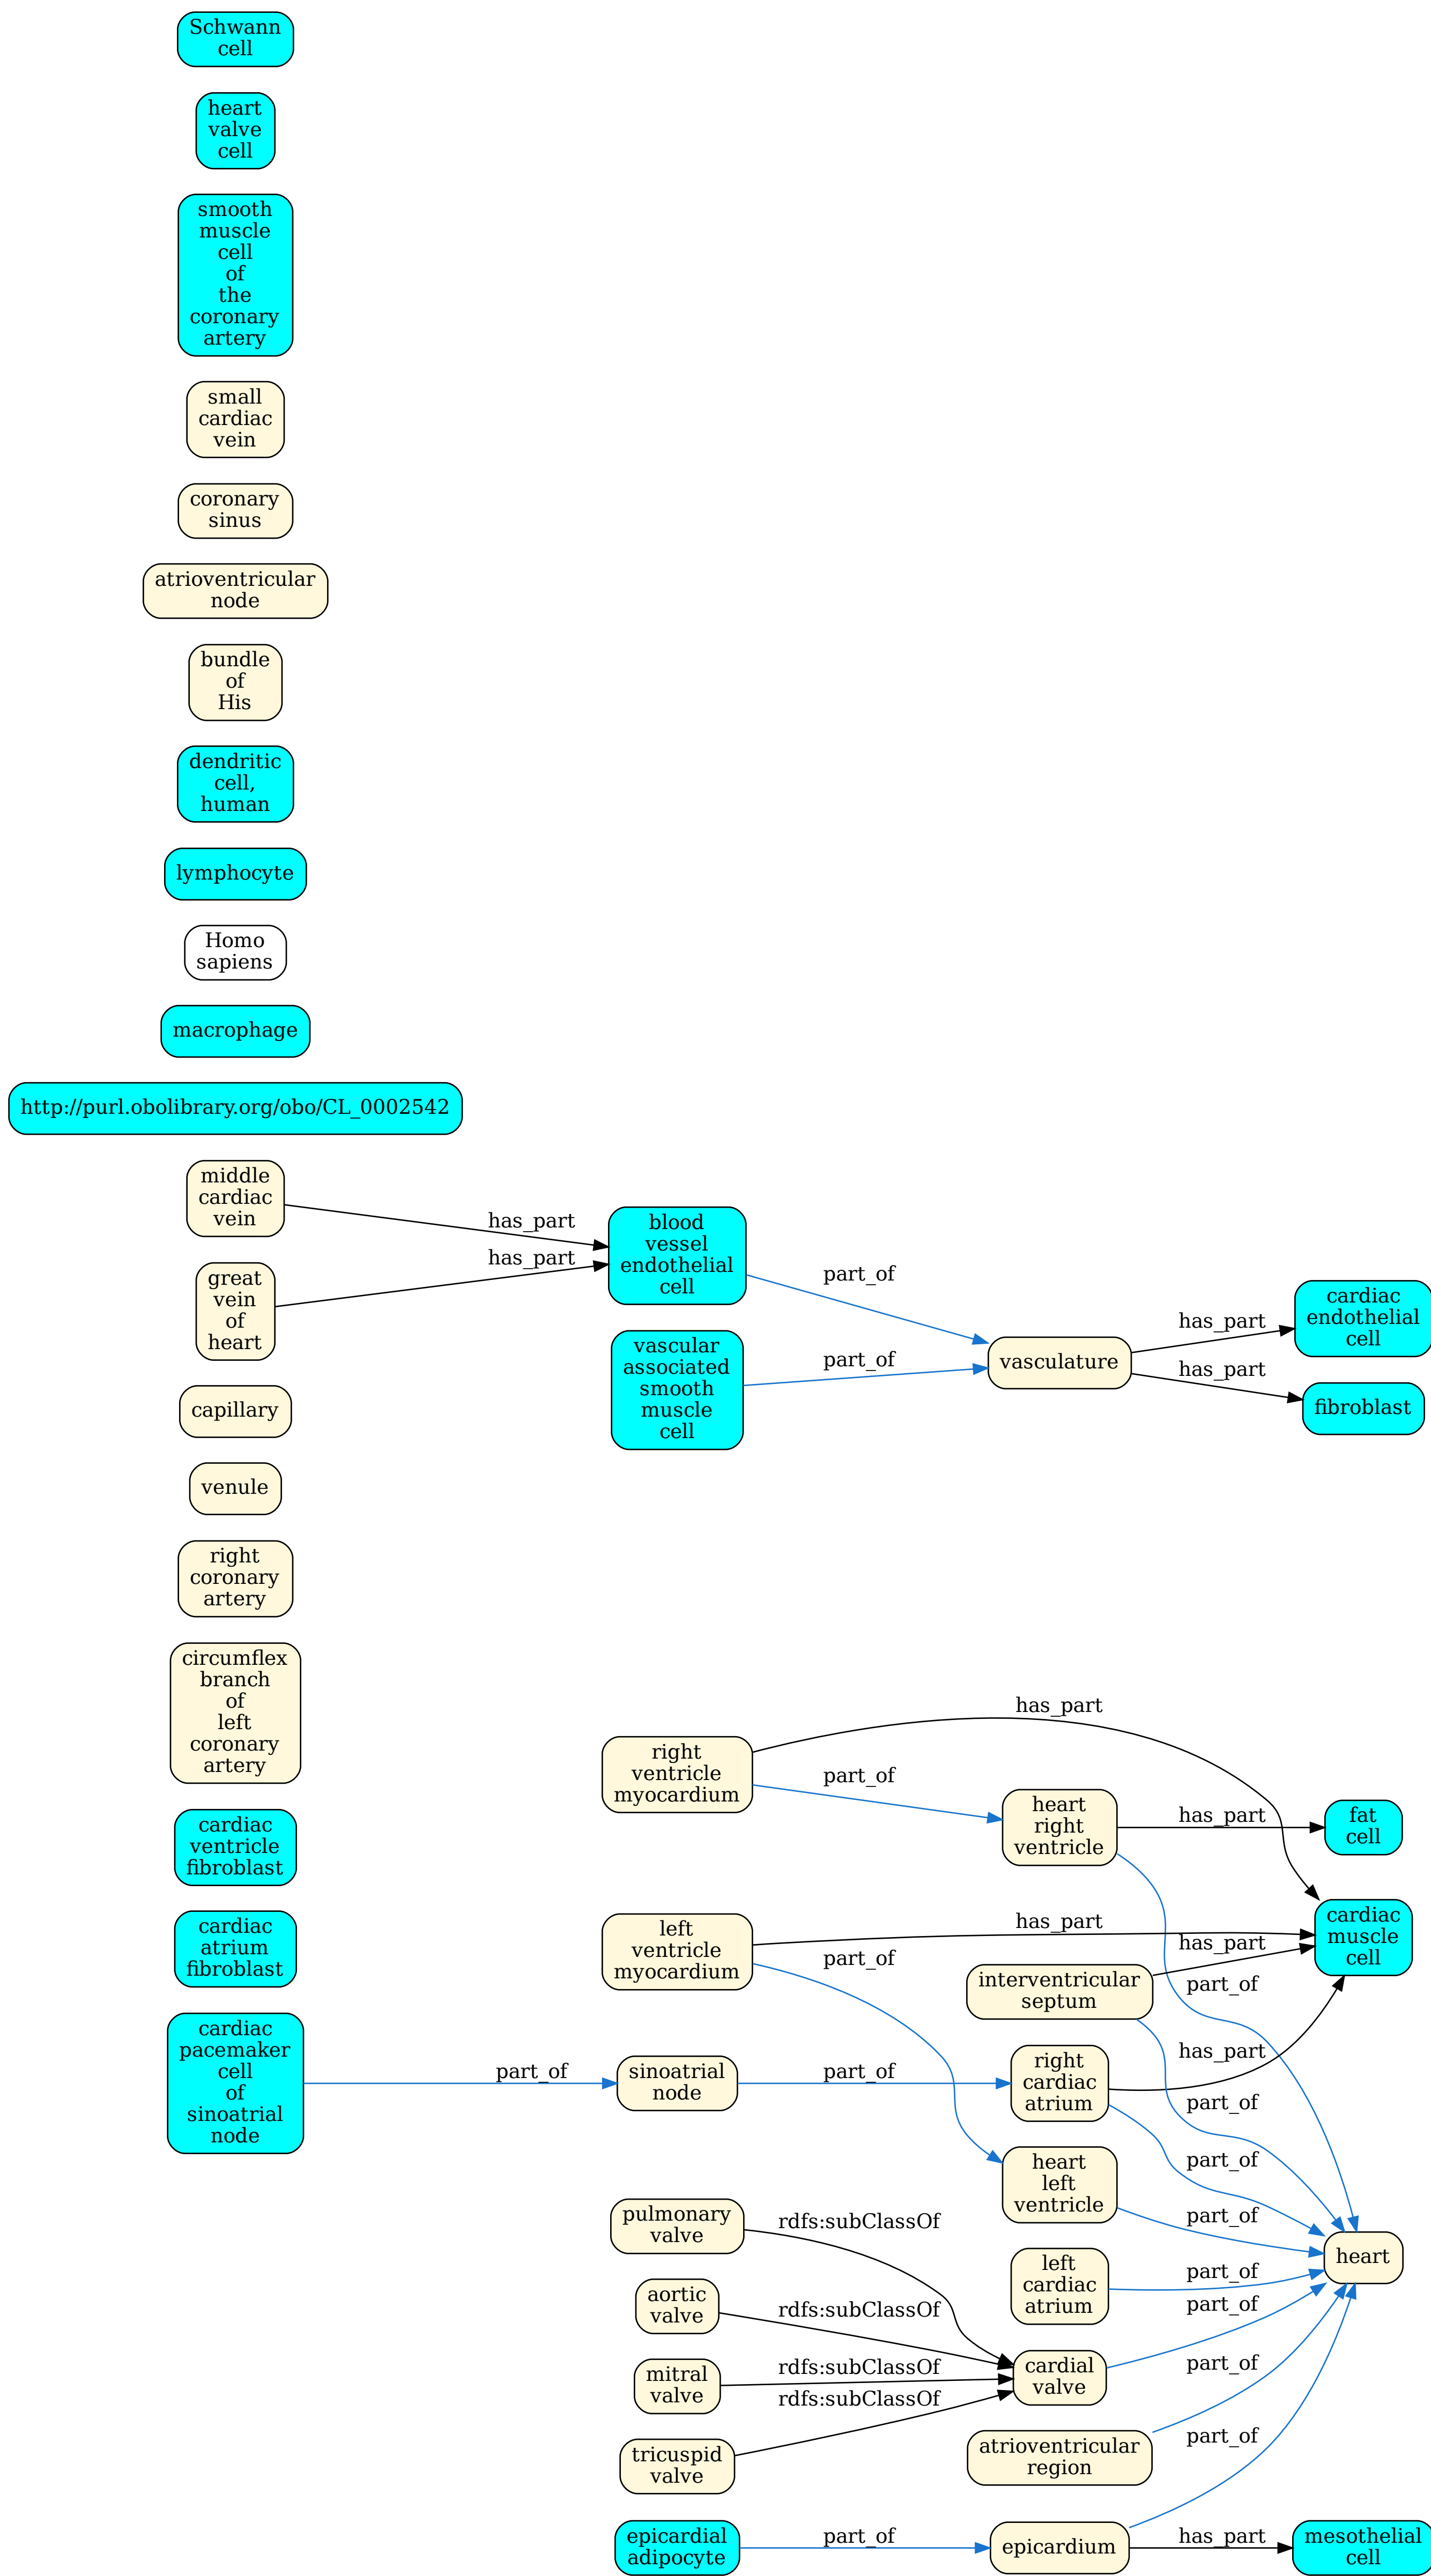 Schwann
cell
heart
valve
cell
smooth
muscle
cell
of
the
coronary
artery
small
cardiac
vein
coronary
sinus
atrioventricular
node
bundle
of
His
dendritic
cell,
human
lymphocyte
Homo
sapiens
macrophage
http://purl.obolibrary.org/obo/CL_0002542
middle
cardiac
vein
has_part
great
vein
of
heart
has_part
blood
vessel
endothelial
cell
part_of
vascular
associated
smooth
muscle
cell
part_of
vasculature
has_part
has_part
cardiac
endothelial
cell
fibroblast
capillary
venule
right
coronary
artery
circumflex
branch
of
left
coronary
artery
cardiac
ventricle
fibroblast
cardiac
atrium
fibroblast
cardiac
pacemaker
cell
of
sinoatrial
node
part_of
right
ventricle
myocardium
has_part
part_of
heart
right
ventricle
has_part
part_of
fat
cell
left
ventricle
myocardium
has_part
part_of
cardiac
muscle
cell
interventricular
septum
has_part
part_of
sinoatrial
node
part_of
right
cardiac
atrium
has_part
part_of
heart
left
ventricle
part_of
left
cardiac
atrium
part_of
heart
pulmonary
valve
rdfs:subClassOf
aortic
valve
rdfs:subClassOf
mitral
valve
rdfs:subClassOf
tricuspid
valve
rdfs:subClassOf
cardial
valve
part_of
atrioventricular
region
part_of
epicardial
adipocyte
part_of
epicardium
part_of
has_part
mesothelial
cell